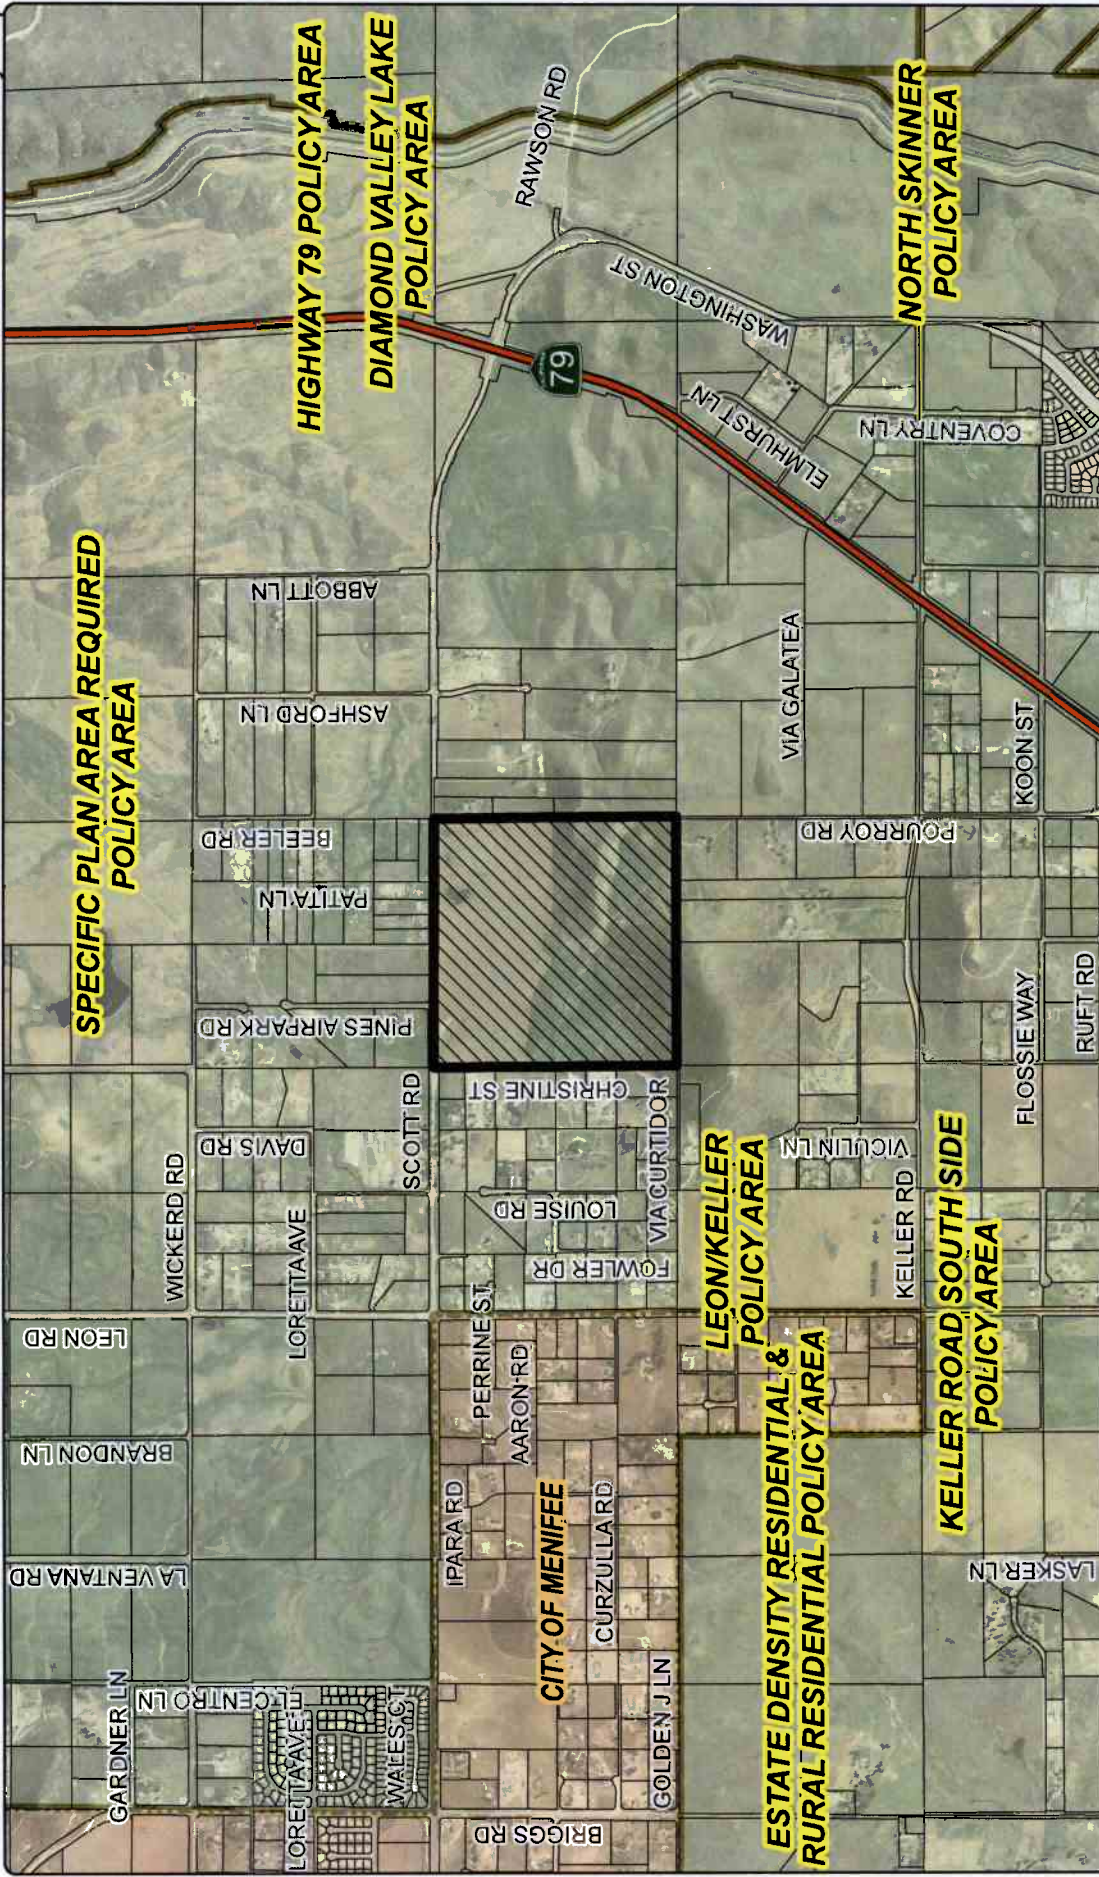 SPECIFIC PLAN AREA REQUIRED
POLICY AREA
HIGHWAY 79 POLICY AREA
DIAMOND VALLEY LAKE
POLICY AREA
GARDNER LN
LA VENTANA RD
BRANDON LN
LEON RD
WICKERD RD
EL CENTRO LN
LORETTA AVE
LORETTA AVE
DAVIS RD
PINES AIRPARK RD
PATITA LN
BEELER RD
ASHFORD LN
ABBOTT LN
WALES CT
SCOTT RD
BRIGGS RD
IPARA RD
PERRINE ST
AARON RD
CITY OF MENIFEE
CURZULLA RD
GOLDEN J LN
FOWLER DR
LOUISE RD
VIA CURTIDOR
CHRISTINE ST
RAWSON RD
79
WASHINGTON ST
ELMHURST LN
COVENTRY LN
VIA GALATEA
POURROY RD
KOON ST
LEON/KELLER
POLICY AREA
VICULIN LN
KELLER RD
ESTATE DENSITY RESIDENTIAL &
RURAL RESIDENTIAL POLICY AREA
KELLER ROAD SOUTH SIDE
POLICY AREA
NORTH SKINNER
POLICY AREA
LASKER LN
FLOSSIE WAY
RUFT RD